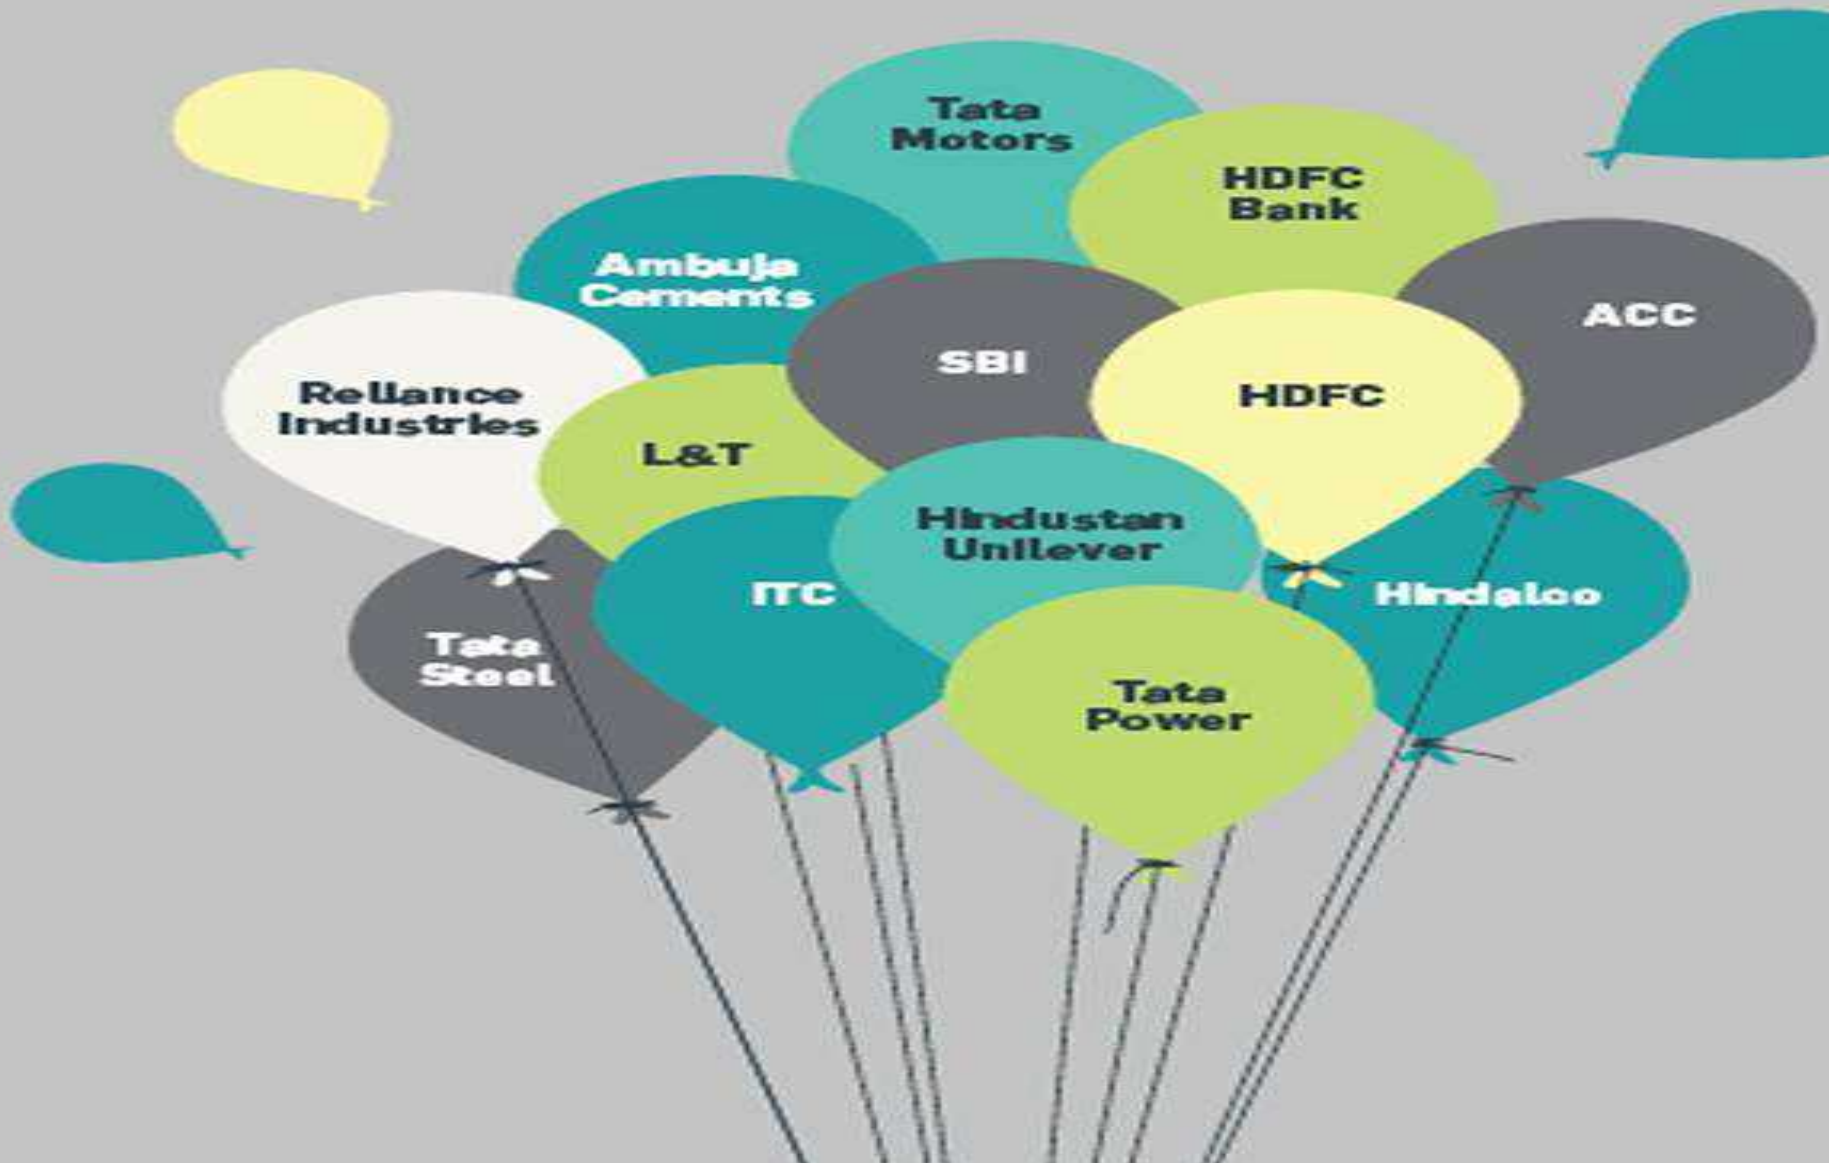 Tata
Motors
HDFC
Bank
Ambuja
Cements
ACC
SBI
Reliance
Industries
HDFC
L&T
Hindustan
Unilever
ITC
Hindalco
Tata
Steel
Tata
Power